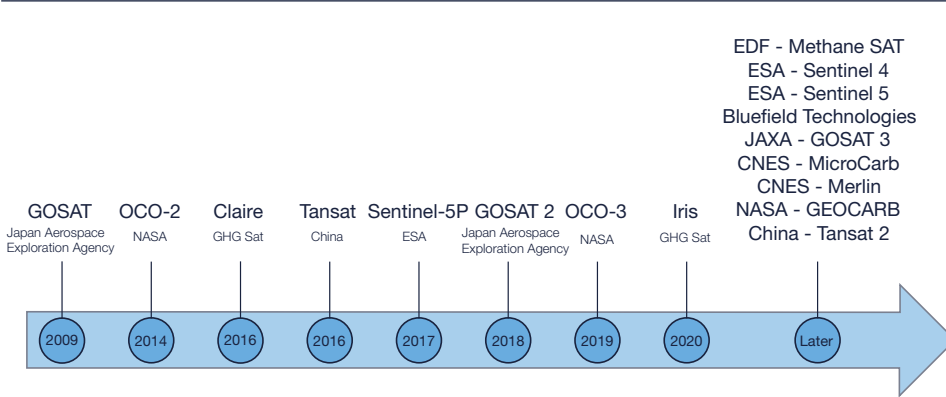 EDF - Methane SAT
ESA - Sentinel 4
ESA - Sentinel 5
Bluefield Technologies
JAXA - GOSAT 3
CNES - MicroCarb
CNES - Merlin
NASA - GEOCARB
China - Tansat 2
GOSAT
Japan Aerospace
Exploration Agency
OCO-2
NASA
Claire
GHG Sat
Tansat
China
Sentinel-5P
ESA
GOSAT 2
Japan Aerospace
Exploration Agency
OCO-3
NASA
Iris
GHG Sat
2009
2014
2016
2016
2017
2018
2019
2020
Later